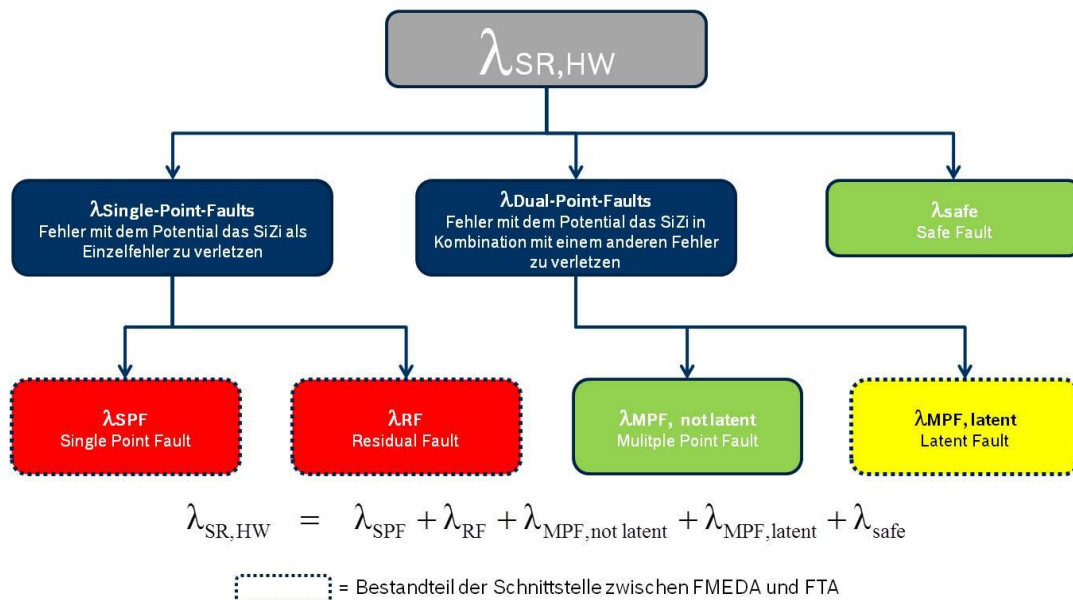 λSR,HW
λSingle-Point-Faults
Fehler mit dem Potential das SiZi als
Einzelfehler zu verletzen
λDual-Point-Faults
Fehler mit dem Potential das SiZi in
Kombination mit einem anderen Fehler
zu verletzen
λsafe
Safe Fault
λSPF
Single Point Fault
λRF
Residual Fault
λMPF, not latent
Mulitple Point Fault
λMPF, latent
Latent Fault
λSR,HW = λSPF + λRF + λMPF,not latent + λMPF,latent + λsafe
= Bestandteil der Schnittstelle zwischen FMEDA und FTA